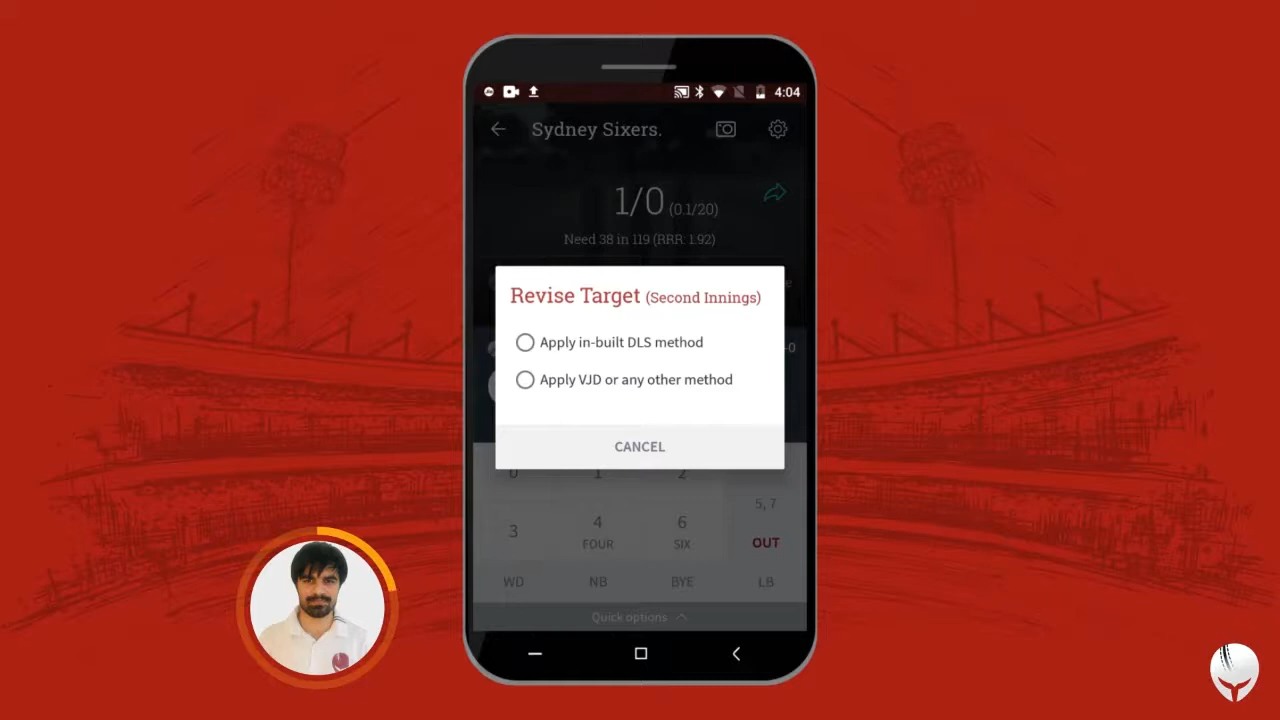 4:04
Sydney Sixers.
1/0 (0.1/20)
Need 38 in 119 (RRR: 1.92)
Revise Target (Second Innings)
Apply in-built DLS method
Apply VJD or any other method
CANCEL
0 1 2
5, 7
3 4 6
FOUR SIX OUT
WD NB BYE LB
Quick options